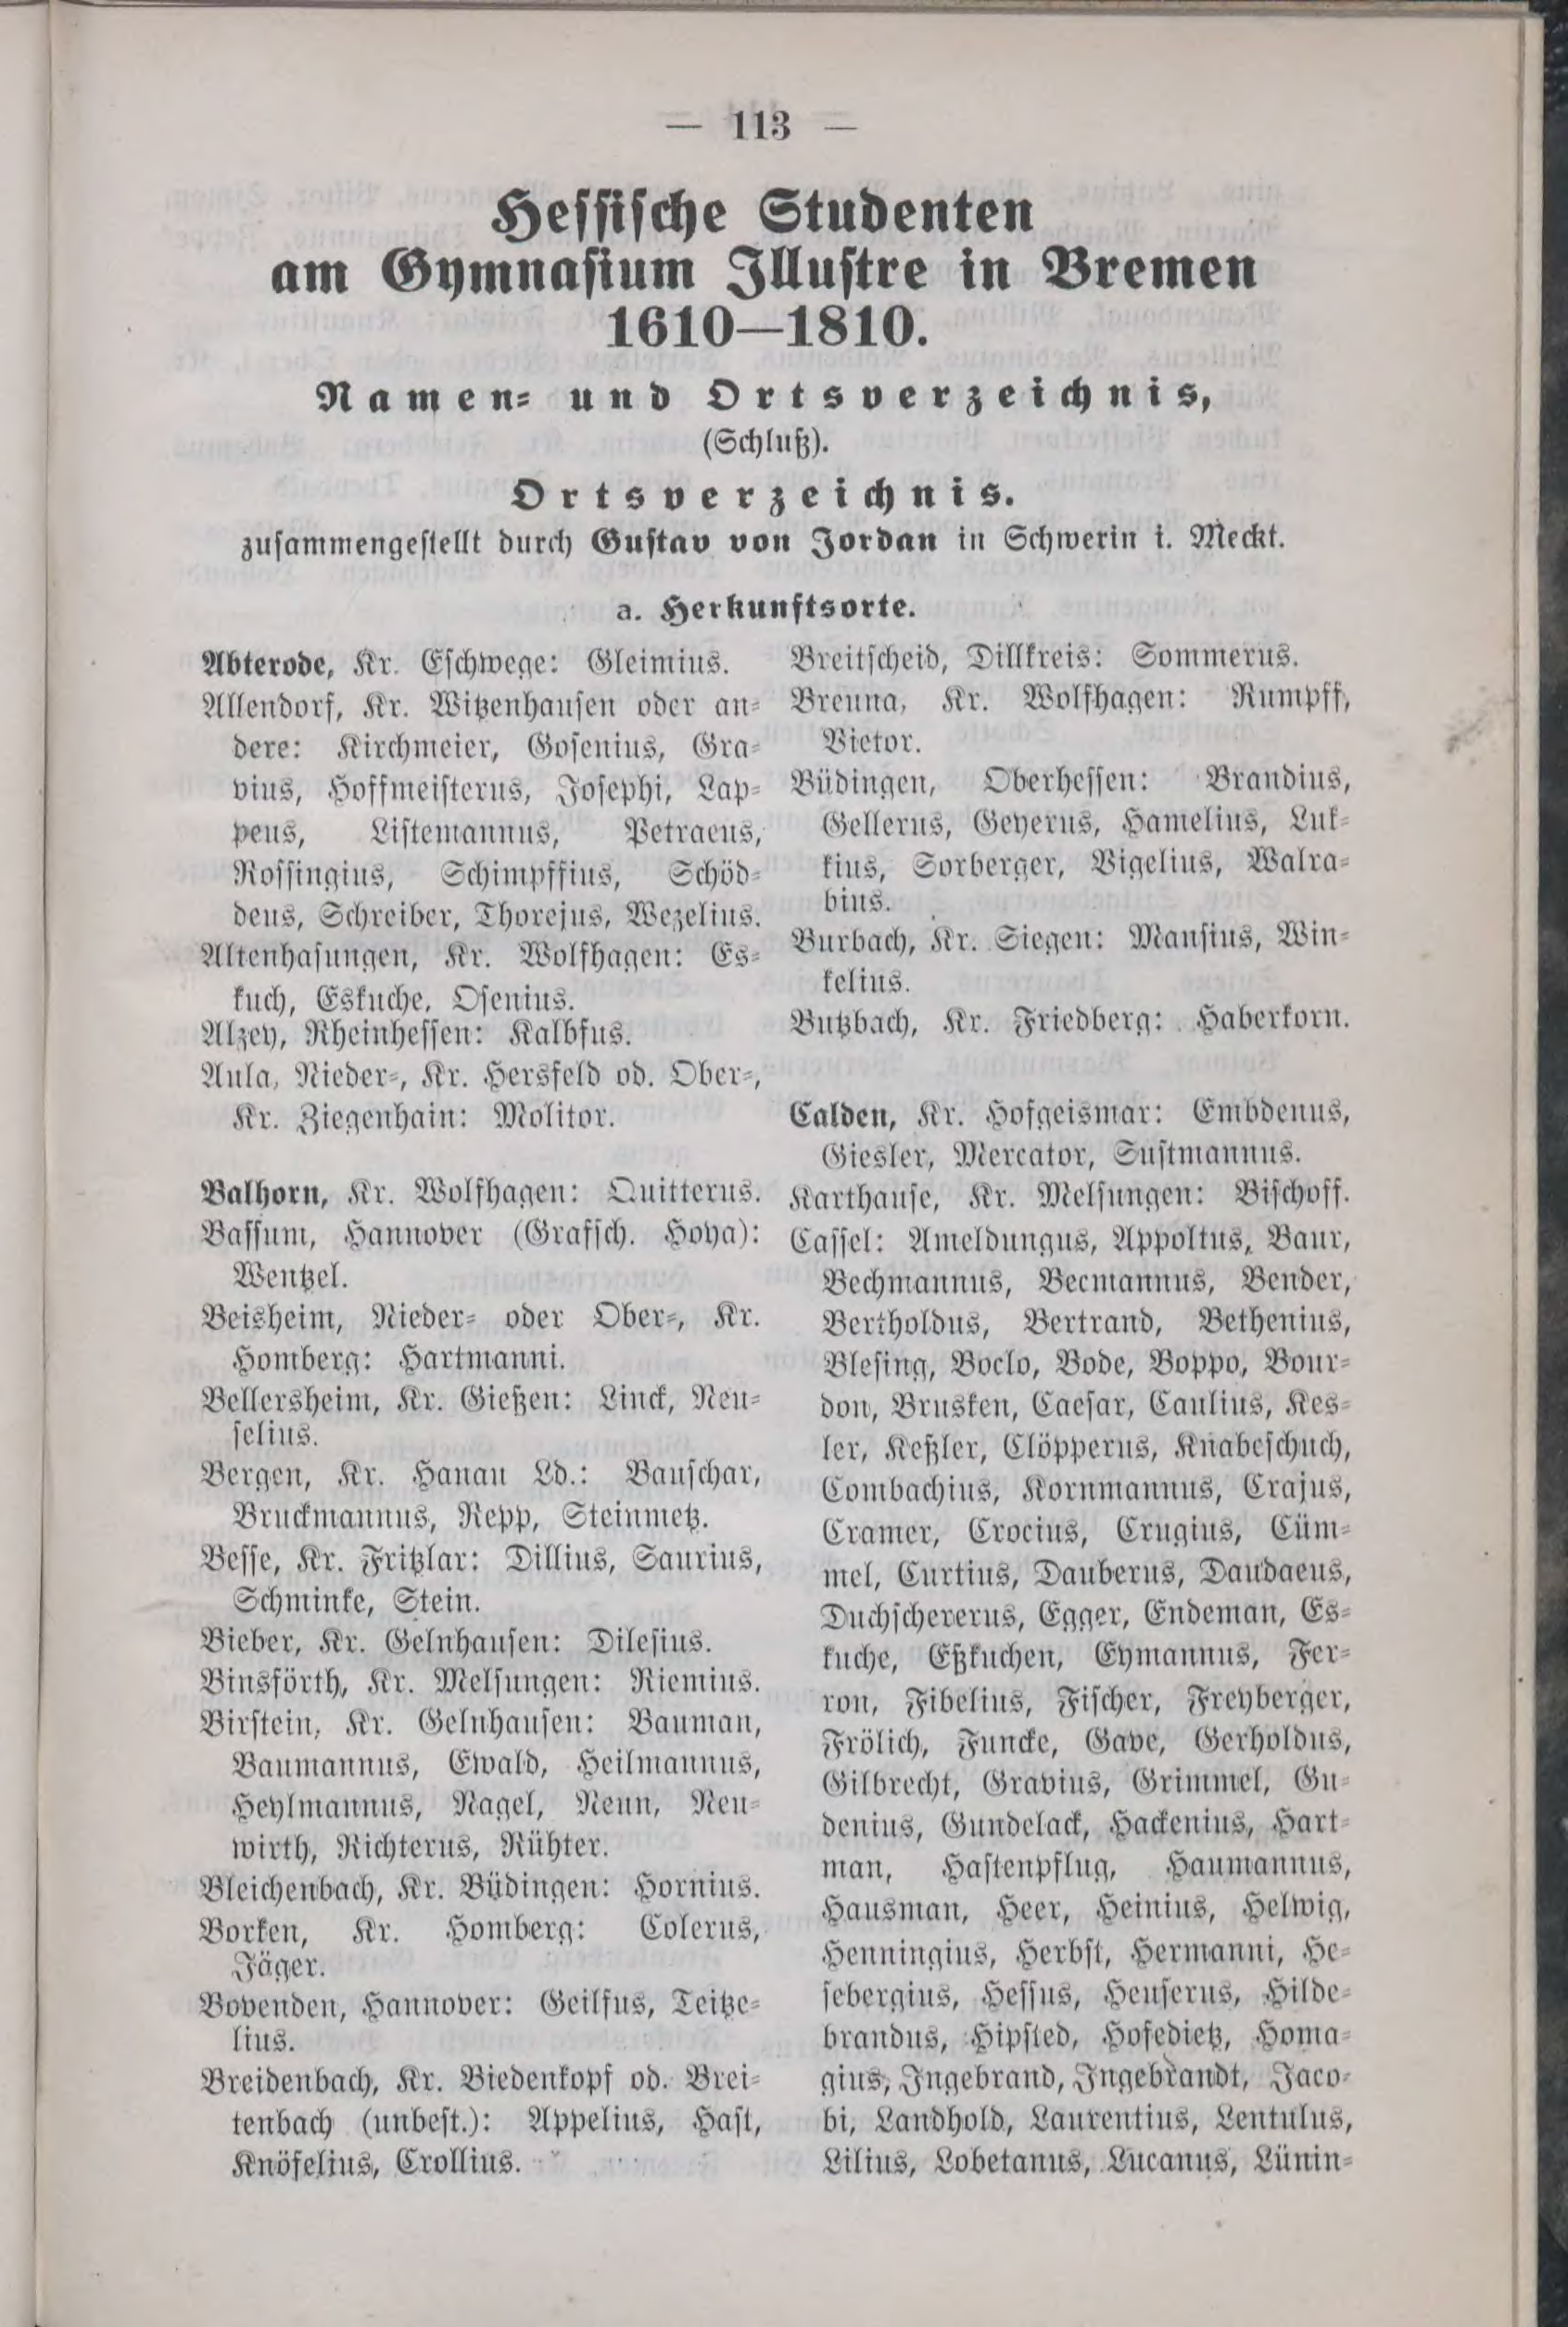 — 113 —
Hessische Studenten
am Gymnasium Illustre in Bremen
1610—1810.
Namen- und Ortsverzeichnis,
(Schluß).
Ortsverzeichnis.
zusammengestellt durch Gustav von Jordan in Schwerin i. Meckl.
a. Herkunftsorte.
Abterode, Kr. Eschwege: Gleimius.
Allendorf, Kr. Witzenhausen oder an-
dere: Kirchmeier, Gosenius, Gra-
vius, Hoffmeisterus, Josephi, Lap-
peus, Listemannus, Petraeus,
Rossingius, Schimpffius, Schöd-
deus, Schreiber, Thorejus, Wezelius.
Altenhasungen, Kr. Wolfhagen: Es-
kuch, Eskuche, Osenius.
Alzey, Rheinhessen: Kalbfus.
Aula, Nieder-, Kr. Hersfeld od. Ober-,
Kr. Ziegenhain: Molitor.
Balhorn, Kr. Wolfhagen: Quitterus.
Bassum, Hannover (Grafsch. Hoya):
Wentzel.
Beisheim, Nieder- oder Ober-, Kr.
Homberg: Hartmanni.
Bellersheim, Kr. Gießen: Linck, Neu-
selius.
Bergen, Kr. Hanau Ld.: Bauschar,
Bruckmannus, Repp, Steinmetz.
Besse, Kr. Fritzlar: Dillius, Saurius,
Schminke, Stein.
Bieber, Kr. Gelnhausen: Dilesius.
Binsförth, Kr. Melsungen: Riemius.
Birstein, Kr. Gelnhausen: Bauman,
Baumannus, Ewald, Heilmannus,
Heylmannus, Nagel, Neun, Neu-
wirth, Richterus, Rühter.
Bleichenbach, Kr. Büdingen: Hornius.
Borken, Kr. Homberg: Colerus,
Jäger.
Bovenden, Hannover: Geilfus, Teitze-
lius.
Breidenbach, Kr. Biedenkopf od. Brei-
tenbach (unbest.): Appelius, Hast,
Knöfelius, Crollius.
Breitscheid, Dillkreis: Sommerus.
Breuna, Kr. Wolfhagen: Rumpff,
Victor.
Büdingen, Oberhessen: Brandius,
Gellerus, Geyerus, Hamelius, Luk-
kius, Sorberger, Vigelius, Walra-
bius.
Burbach, Kr. Siegen: Mansius, Win-
kelius.
Butzbach, Kr. Friedberg: Haberkorn.
Calden, Kr. Hofgeismar: Embdenus,
Giesler, Mercator, Sustmannus.
Karthause, Kr. Melsungen: Bischoff.
Cassel: Ameldungus, Appoltus, Baur,
Bechmannus, Becmannus, Bender,
Bertholdus, Bertrand, Bethenius,
Blesing, Boclo, Bode, Boppo, Bour-
don, Brusken, Caesar, Caulius, Kes-
ler, Keßler, Clöpperus, Knabeschuch,
Combachius, Kornmannus, Crajus,
Cramer, Crocius, Crugius, Cüm-
mel, Curtius, Dauberus, Daudaeus,
Duchschererus, Egger, Endeman, Es-
kuche, Eßkuchen, Eymannus, Fer-
ron, Fibelius, Fischer, Freyberger,
Frölich, Funcke, Gave, Gerholdus,
Gilbrecht, Gravius, Grimmel, Gu-
denius, Gundelack, Hackenius, Hart-
man, Hastenpflug, Haumannus,
Hausman, Heer, Heinius, Helwig,
Henningius, Herbst, Hermanni, He-
sebergius, Hessus, Heuserus, Hilde-
brandus, Hipsted, Hofedietz, Homa-
gius, Ingebrand, Ingebrandt, Jaco-
bi, Landhold, Laurentius, Lentulus,
Lilius, Lobetanus, Lucanus, Lünin-